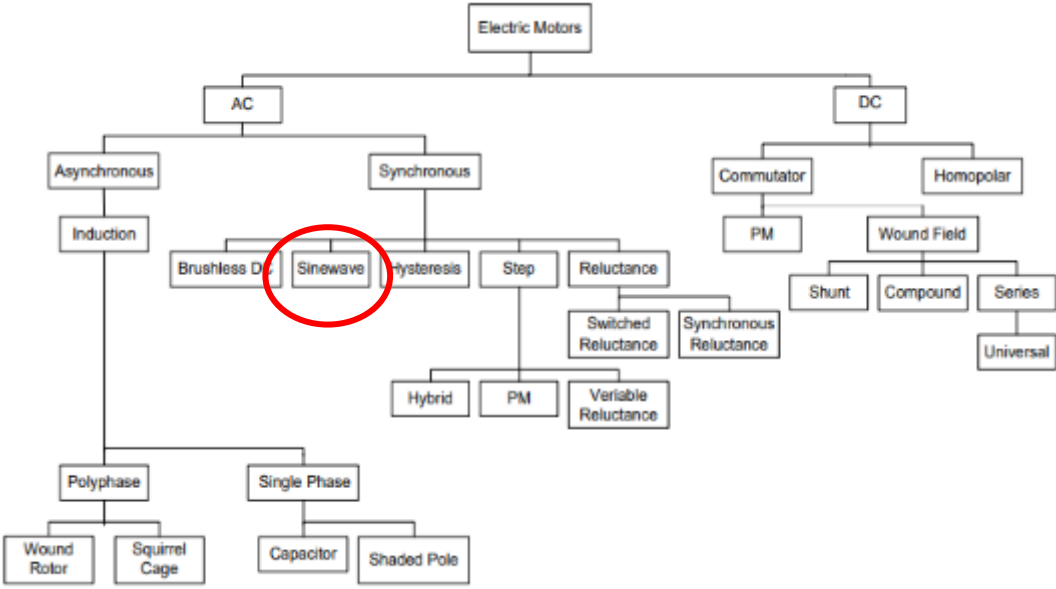 Electric Motors
AC
DC
Asynchronous
Synchronous
Commutator
Homopolar
Induction
PM
Wound Field
Brushless DC
Sinewave
Hysteresis
Step
Reluctance
Shunt
Compound
Series
Switched
Reluctance
Synchronous
Reluctance
Universal
Hybrid
PM
Veriable
Reluctance
Polyphase
Single Phase
Wound
Rotor
Squirrel
Cage
Capacitor
Shaded Pole